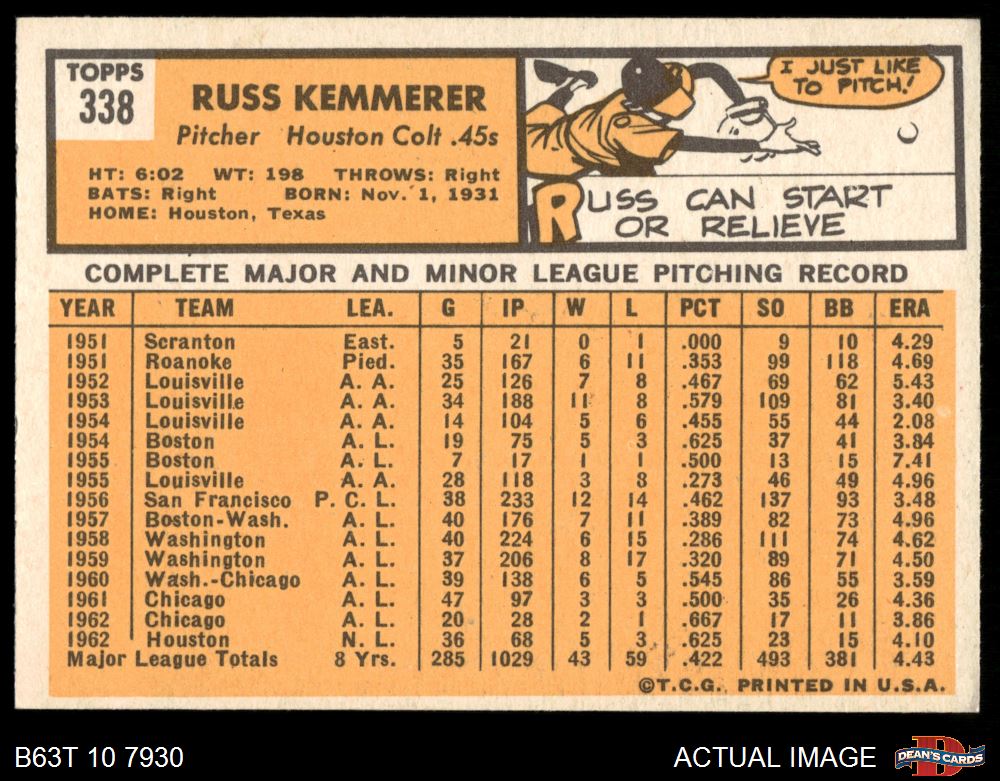 TOPPS
338
RUSS KEMMERER
Pitcher Houston Colt .45s
HT: 6:02 WT: 198 THROWS: Right
BATS: Right BORN: Nov. 1, 1931
HOME: Houston, Texas
I JUST LIKE
TO PITCH!
RUSS CAN START
OR RELIEVE
COMPLETE MAJOR AND MINOR LEAGUE PITCHING RECORD
YEAR TEAM LEA. G IP W L PCT SO BB ERA
1951 Scranton East. 5 21 0 1 .000 9 10 4.29
1951 Roanoke Pied. 35 167 6 11 .353 99 118 4.69
1952 Louisville A. A. 25 126 7 8 .467 69 62 5.43
1953 Louisville A. A. 34 188 11 8 .579 109 81 3.40
1954 Louisville A. A. 14 104 5 6 .455 55 44 2.08
1954 Boston A. L. 19 75 5 3 .625 37 41 3.84
1955 Boston A. L. 7 17 1 1 .500 13 15 7.41
1955 Louisville A. A. 28 118 3 8 .273 46 49 4.96
1956 San Francisco P. C. L. 38 233 12 14 .462 137 93 3.48
1957 Boston-Wash. A. L. 40 176 7 11 .389 82 73 4.96
1958 Washington A. L. 40 224 6 15 .286 111 74 4.62
1959 Washington A. L. 37 206 8 17 .320 89 71 4.50
1960 Wash.-Chicago A. L. 39 138 6 5 .545 86 55 3.59
1961 Chicago A. L. 47 97 3 3 .500 35 26 4.36
1962 Chicago A. L. 20 28 2 1 .667 17 11 3.86
1962 Houston N. L. 36 68 5 3 .625 23 15 4.10
Major League Totals 8 Yrs. 285 1029 43 59 .422 493 381 4.43
©T.C.G. PRINTED IN U.S.A.
B63T 10 7930
ACTUAL IMAGE
D
DEAN'S CARDS